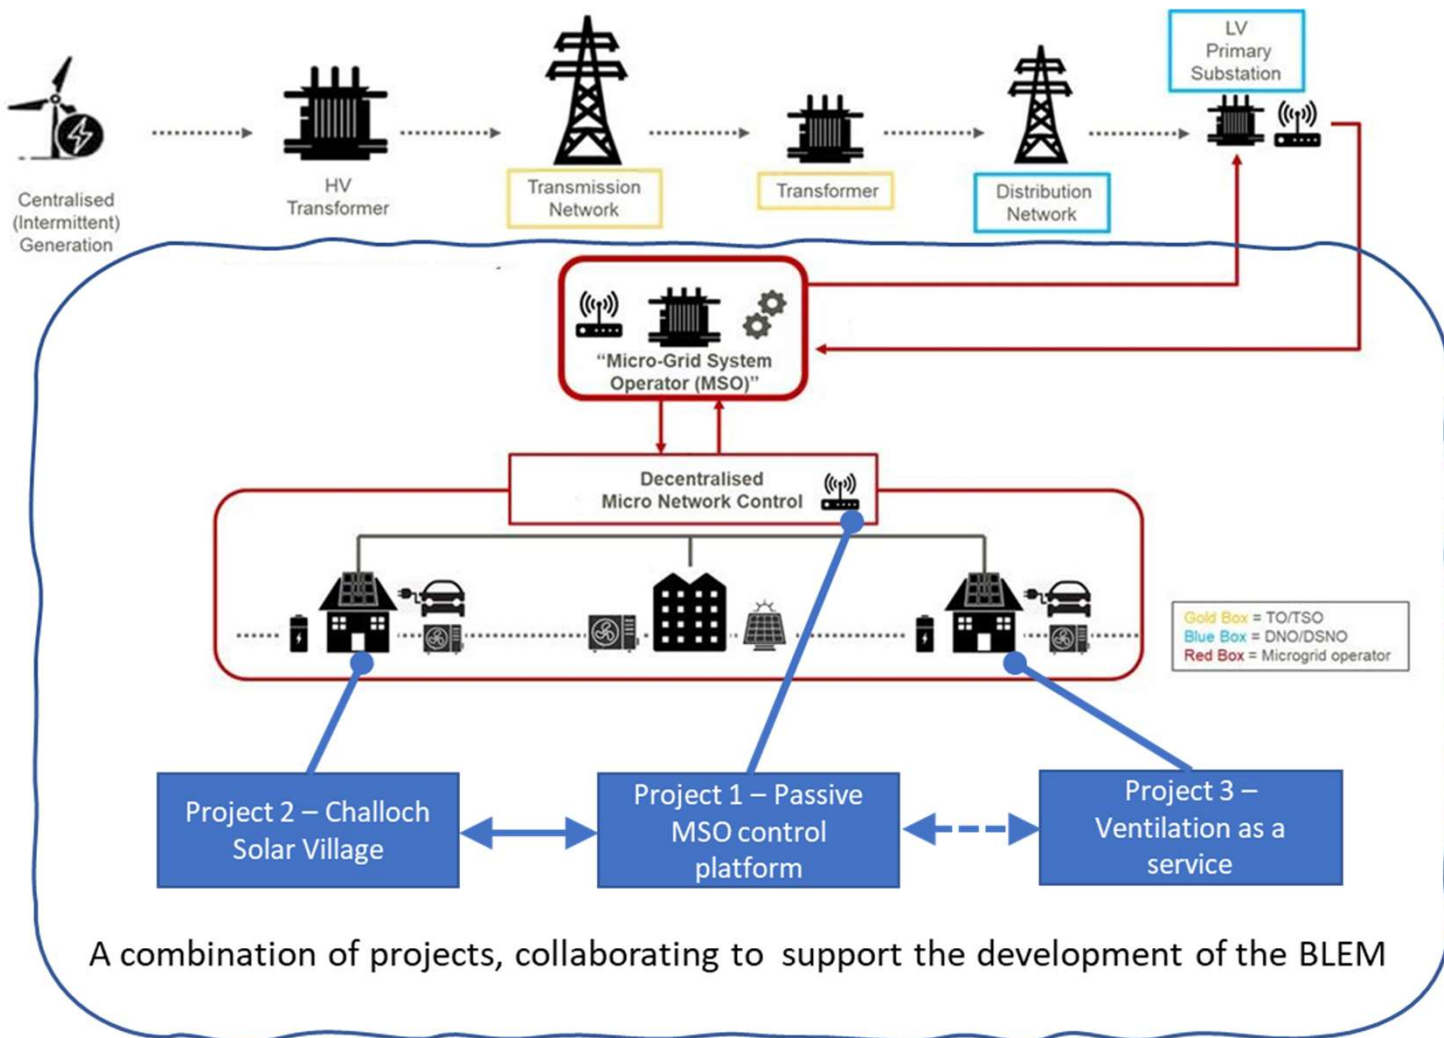 LV
Primary
Substation
Centralised
(Intermittent)
Generation
HV
Transformer
Transmission
Network
Transformer
Distribution
Network
“Micro-Grid System
Operator (MSO)”
Decentralised
Micro Network Control
Gold Box = TO/TSO
Blue Box = DNO/DSNO
Red Box = Microgrid operator
Project 2 – Challoch
Solar Village
Project 1 – Passive
MSO control
platform
Project 3 –
Ventilation as a
service
A combination of projects, collaborating to support the development of the BLEM